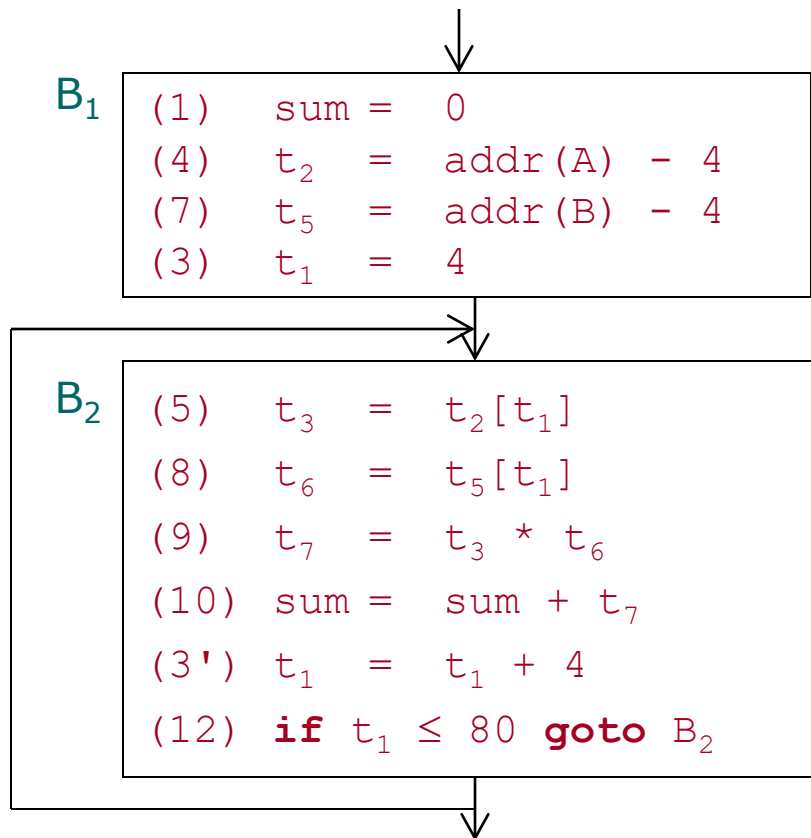 B₁
(1) sum = 0
(4) t₂ = addr(A) - 4
(7) t₅ = addr(B) - 4
(3) t₁ = 4
B₂
(5) t₃ = t₂[t₁]
(8) t₆ = t₅[t₁]
(9) t₇ = t₃ * t₆
(10) sum = sum + t₇
(3') t₁ = t₁ + 4
(12) if t₁ ≤ 80 goto B₂